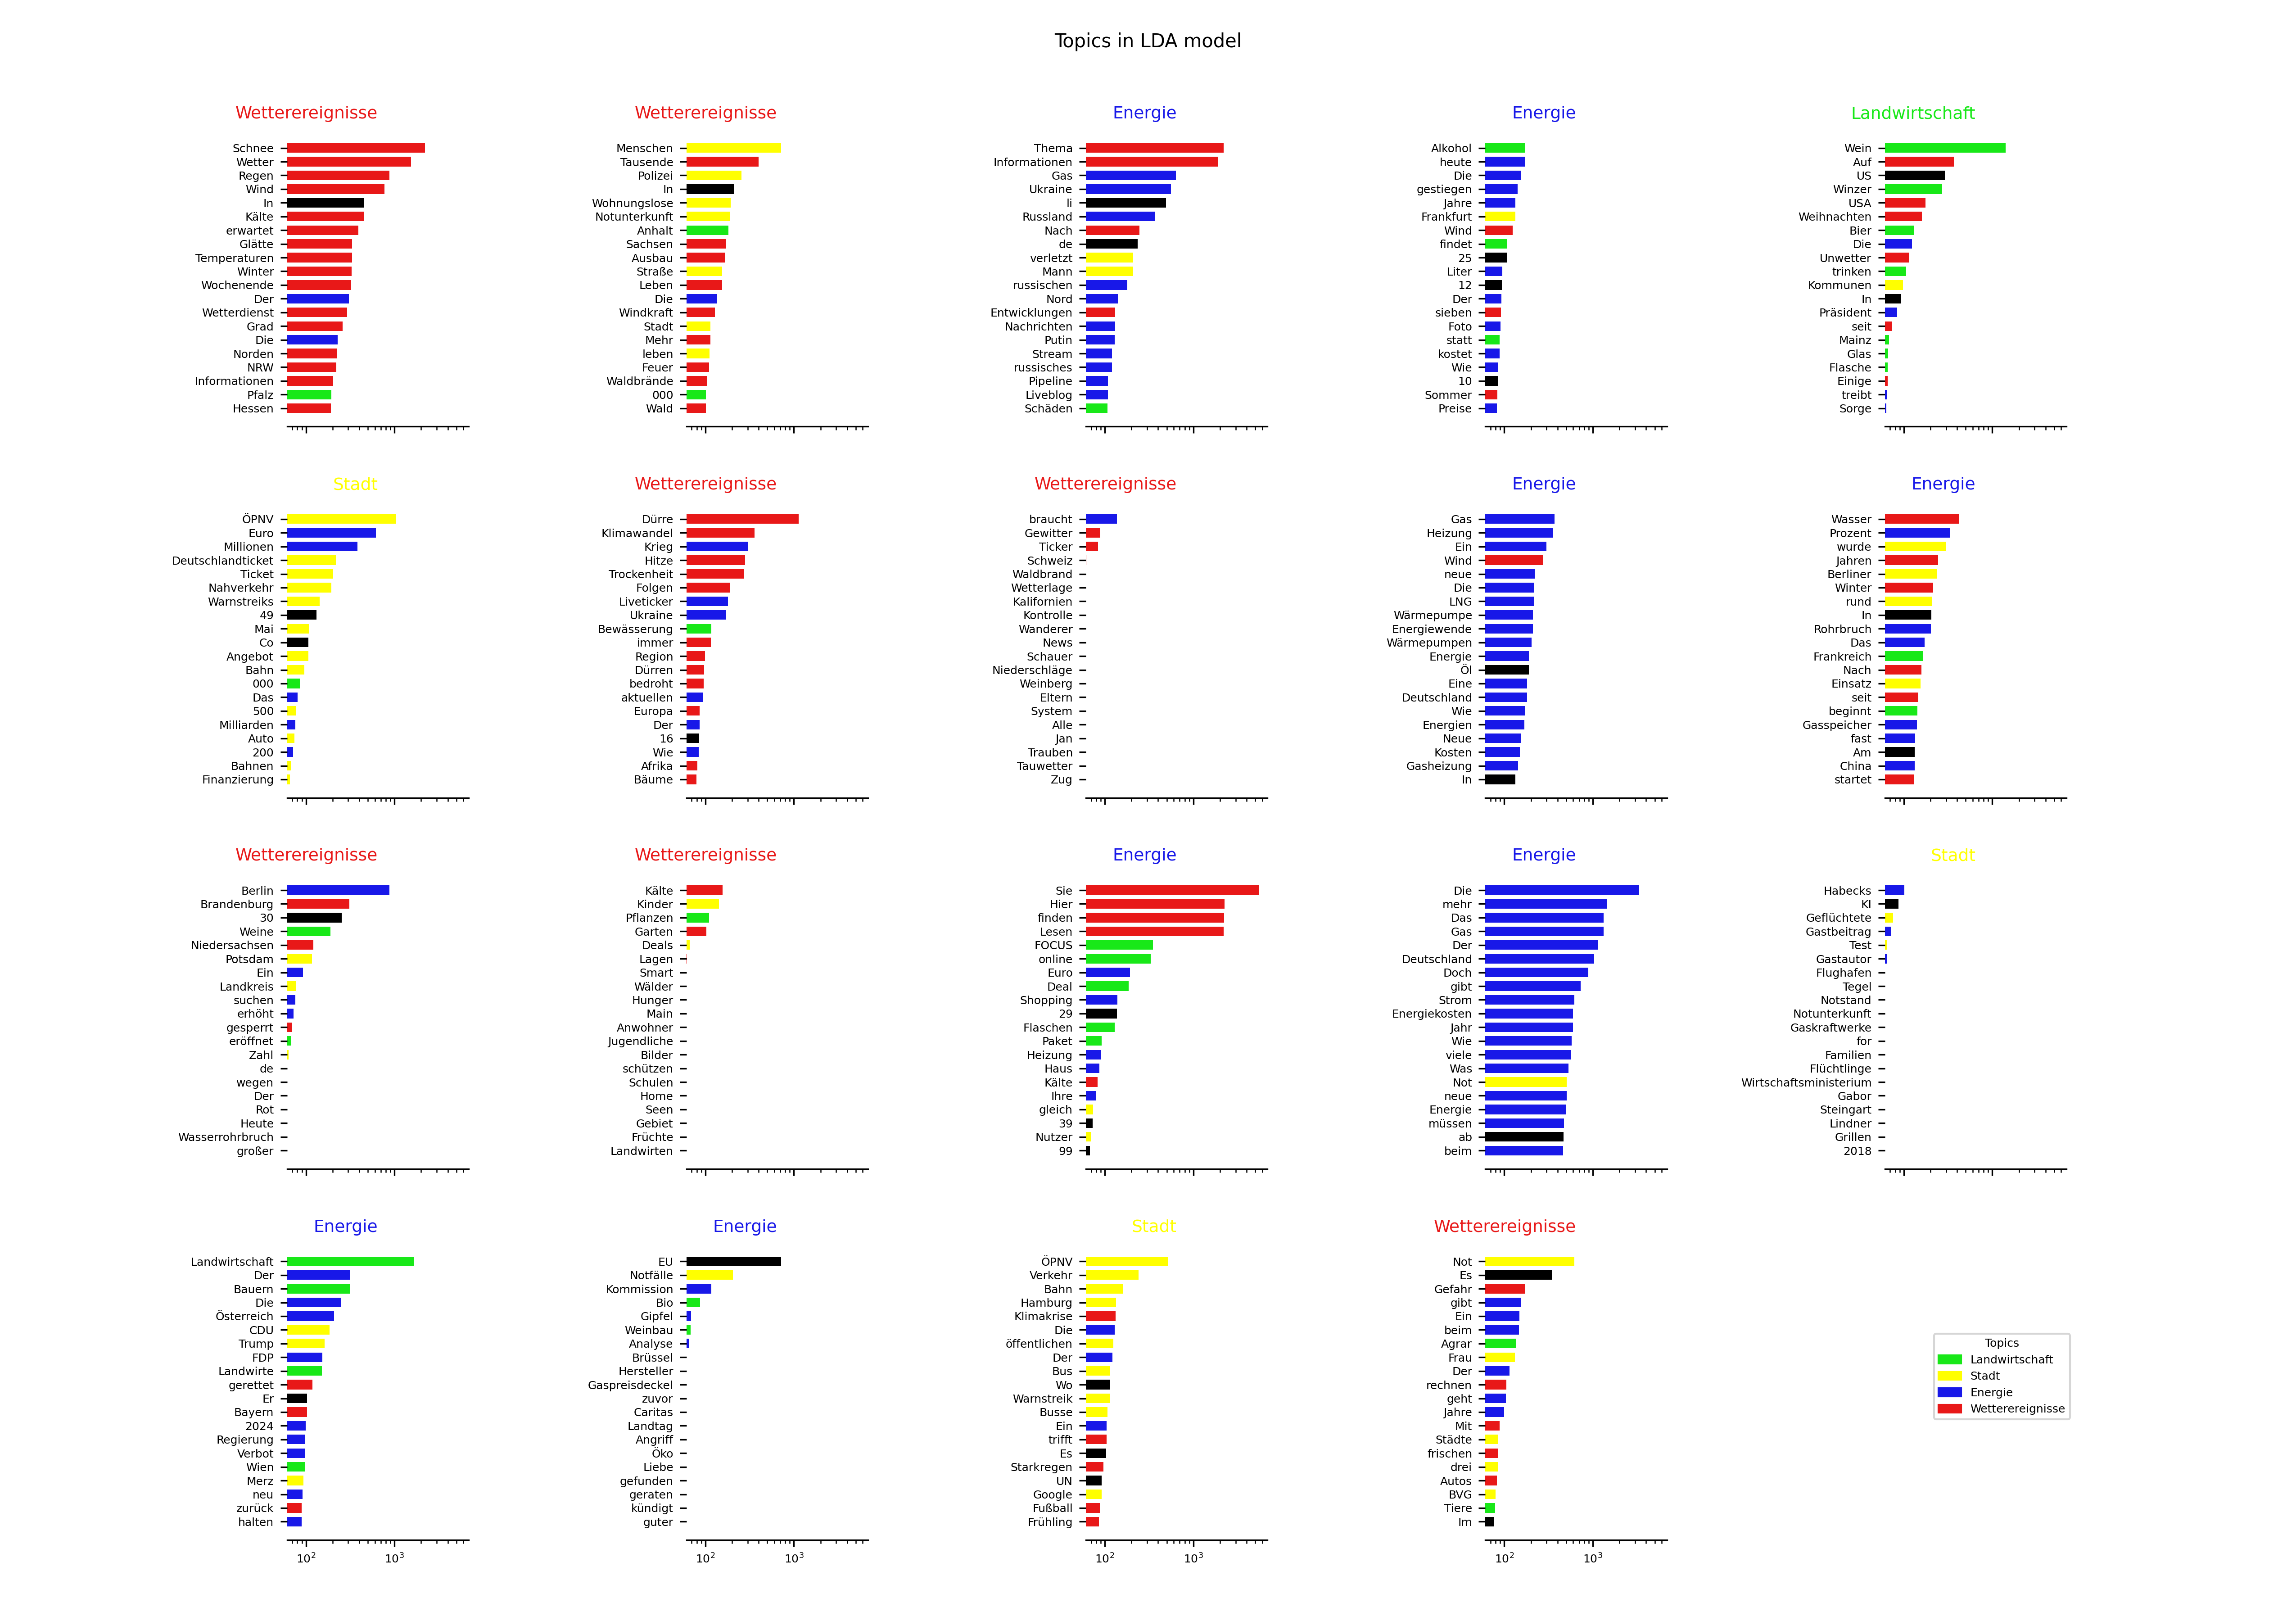 Topics in LDA model
Wetterereignisse
Schnee
Wetter
Regen
Wind
In
Kälte
erwartet
Glätte
Temperaturen
Winter
Wochenende
Der
Wetterdienst
Grad
Die
Norden
NRW
Informationen
Pfalz
Hessen
Wetterereignisse
Menschen
Tausende
Polizei
In
Wohnungslose
Notunterkunft
Anhalt
Sachsen
Ausbau
Straße
Leben
Die
Windkraft
Stadt
Mehr
leben
Feuer
Waldbrände
000
Wald
Energie
Thema
Informationen
Gas
Ukraine
li
Russland
Nach
de
verletzt
Mann
russischen
Nord
Entwicklungen
Nachrichten
Putin
Stream
russisches
Pipeline
Liveblog
Schäden
Energie
Alkohol
heute
Die
gestiegen
Jahre
Frankfurt
Wind
findet
25
Liter
12
Der
sieben
Foto
statt
kostet
Wie
10
Sommer
Preise
Landwirtschaft
Wein
Auf
US
Winzer
USA
Weihnachten
Bier
Die
Unwetter
trinken
Kommunen
In
Präsident
seit
Mainz
Glas
Flasche
Einige
treibt
Sorge
Stadt
ÖPNV
Euro
Millionen
Deutschlandticket
Ticket
Nahverkehr
Warnstreiks
49
Mai
Co
Angebot
Bahn
000
Das
500
Milliarden
Auto
200
Bahnen
Finanzierung
Wetterereignisse
Dürre
Klimawandel
Krieg
Hitze
Trockenheit
Folgen
Liveticker
Ukraine
Bewässerung
immer
Region
Dürren
bedroht
aktuellen
Europa
Der
16
Wie
Afrika
Bäume
Wetterereignisse
braucht
Gewitter
Ticker
Schweiz
Waldbrand
Wetterlage
Kalifornien
Kontrolle
Wanderer
News
Schauer
Niederschläge
Weinberg
Eltern
System
Alle
Jan
Trauben
Tauwetter
Zug
Energie
Gas
Heizung
Ein
Wind
neue
Die
LNG
Wärmepumpe
Energiewende
Wärmepumpen
Energie
Öl
Eine
Deutschland
Wie
Energien
Neue
Kosten
Gasheizung
In
Energie
Wasser
Prozent
wurde
Jahren
Berliner
Winter
rund
In
Rohrbruch
Das
Frankreich
Nach
Einsatz
seit
beginnt
Gasspeicher
fast
Am
China
startet
Wetterereignisse
Berlin
Brandenburg
30
Weine
Niedersachsen
Potsdam
Ein
Landkreis
suchen
erhöht
gesperrt
eröffnet
Zahl
de
wegen
Der
Rot
Heute
Wasserrohrbruch
großer
Wetterereignisse
Kälte
Kinder
Pflanzen
Garten
Deals
Lagen
Smart
Wälder
Hunger
Main
Anwohner
Jugendliche
Bilder
schützen
Schulen
Home
Seen
Gebiet
Früchte
Landwirten
Energie
Sie
Hier
finden
Lesen
FOCUS
online
Euro
Deal
Shopping
29
Flaschen
Paket
Heizung
Haus
Kälte
Ihre
gleich
39
Nutzer
99
Energie
Die
mehr
Das
Gas
Der
Deutschland
Doch
gibt
Strom
Energiekosten
Jahr
Wie
viele
Was
Not
neue
Energie
müssen
ab
beim
Stadt
Habecks
KI
Geflüchtete
Gastbeitrag
Test
Gastautor
Flughafen
Tegel
Notstand
Notunterkunft
Gaskraftwerke
for
Familien
Flüchtlinge
Wirtschaftsministerium
Gabor
Steingart
Lindner
Grillen
2018
Energie
Landwirtschaft
Der
Bauern
Die
Österreich
CDU
Trump
FDP
Landwirte
gerettet
Er
Bayern
2024
Regierung
Verbot
Wien
Merz
neu
zurück
halten
10²
10³
Energie
EU
Notfälle
Kommission
Bio
Gipfel
Weinbau
Analyse
Brüssel
Hersteller
Gaspreisdeckel
zuvor
Caritas
Landtag
Angriff
Öko
Liebe
gefunden
geraten
kündigt
guter
10²
10³
Stadt
ÖPNV
Verkehr
Bahn
Hamburg
Klimakrise
Die
öffentlichen
Der
Bus
Wo
Warnstreik
Busse
Ein
trifft
Es
Starkregen
UN
Google
Fußball
Frühling
10²
10³
Wetterereignisse
Not
Es
Gefahr
gibt
Ein
beim
Agrar
Frau
Der
rechnen
geht
Jahre
Mit
Städte
frischen
drei
Autos
BVG
Tiere
Im
10²
10³
Topics
Landwirtschaft
Stadt
Energie
Wetterereignisse